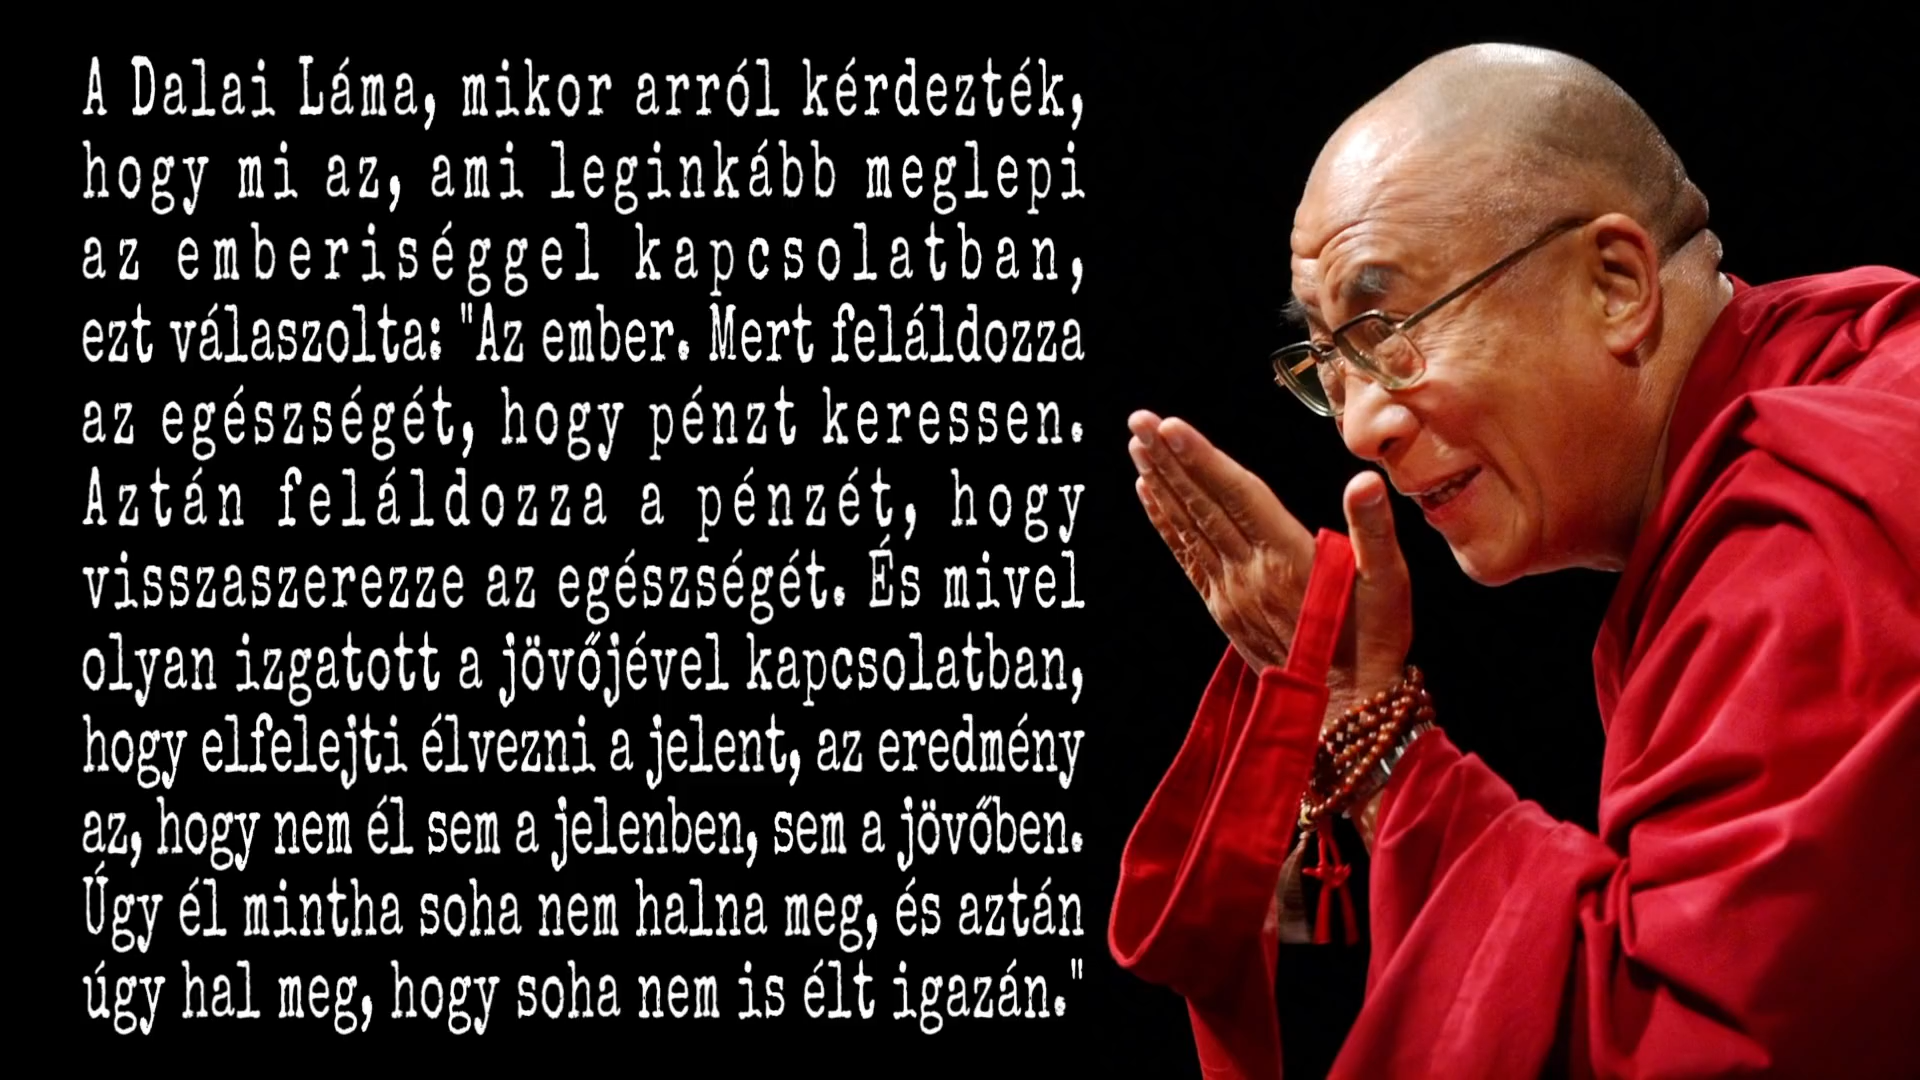 A Dalai Láma, mikor arról kérdezték,
hogy mi az, ami leginkább meglepi
az emberiséggel kapcsolatban,
ezt válaszolta: "Az ember. Mert feláldozza
az egészségét, hogy pénzt keressen.
Aztán feláldozza a pénzét, hogy
visszaszerezze az egészségét. És mivel
olyan izgatott a jövőjével kapcsolatban,
hogy elfelejti élvezni a jelent, az eredmény
az, hogy nem él sem a jelenben, sem a jövőben.
Úgy él mintha soha nem halna meg, és aztán
úgy hal meg, hogy soha nem is élt igazán."